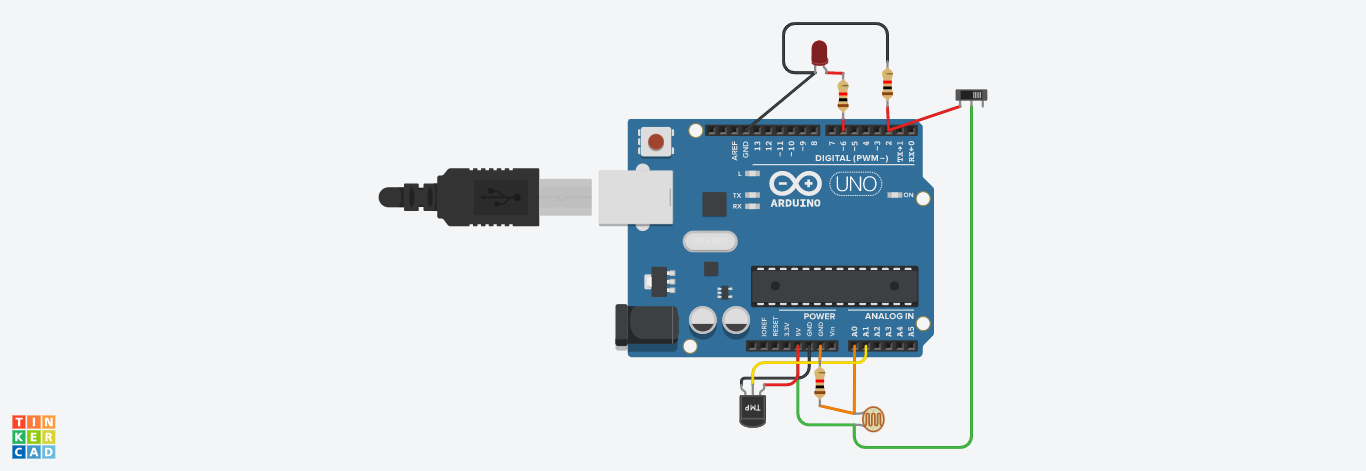 AREF
GND
13
12
~11
~10
~9
8
7
~6
~5
4
~3
2
TX→1
RX←0
DIGITAL (PWM~)
L
TX
RX
ARDUINO
UNO
ON
POWER
ANALOG IN
IOREF
RESET
3.3V
5V
GND
GND
Vin
A0
A1
A2
A3
A4
A5
TMP
TIN
KER
CAD